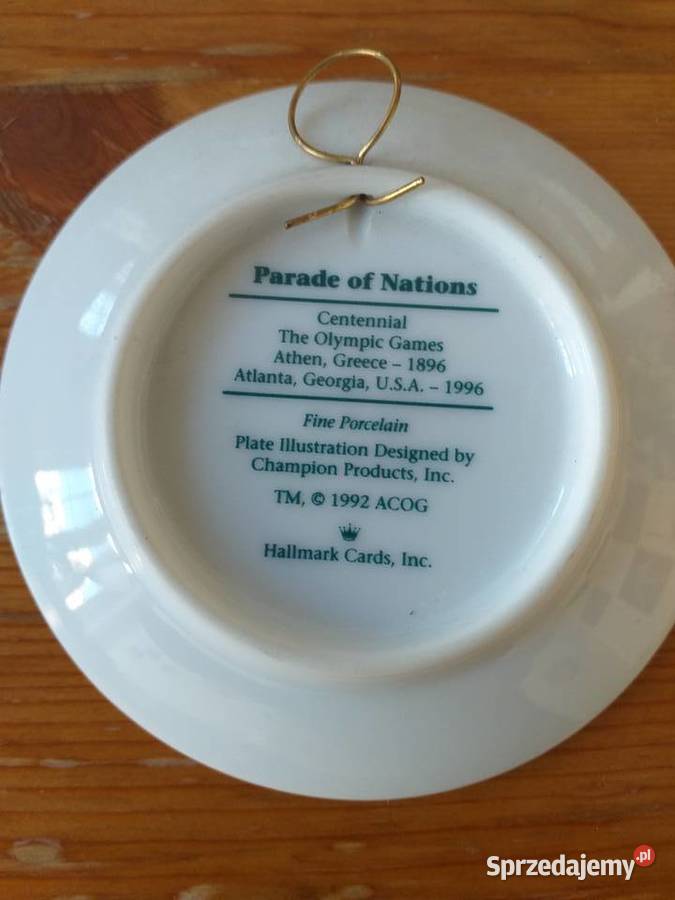 Parade of Nations
Centennial
The Olympic Games
Athen, Greece – 1896
Atlanta, Georgia, U.S.A. – 1996
Fine Porcelain
Plate Illustration Designed by
Champion Products, Inc.
TM, © 1992 ACOG
Hallmark Cards, Inc.
Sprzedajemy.pl